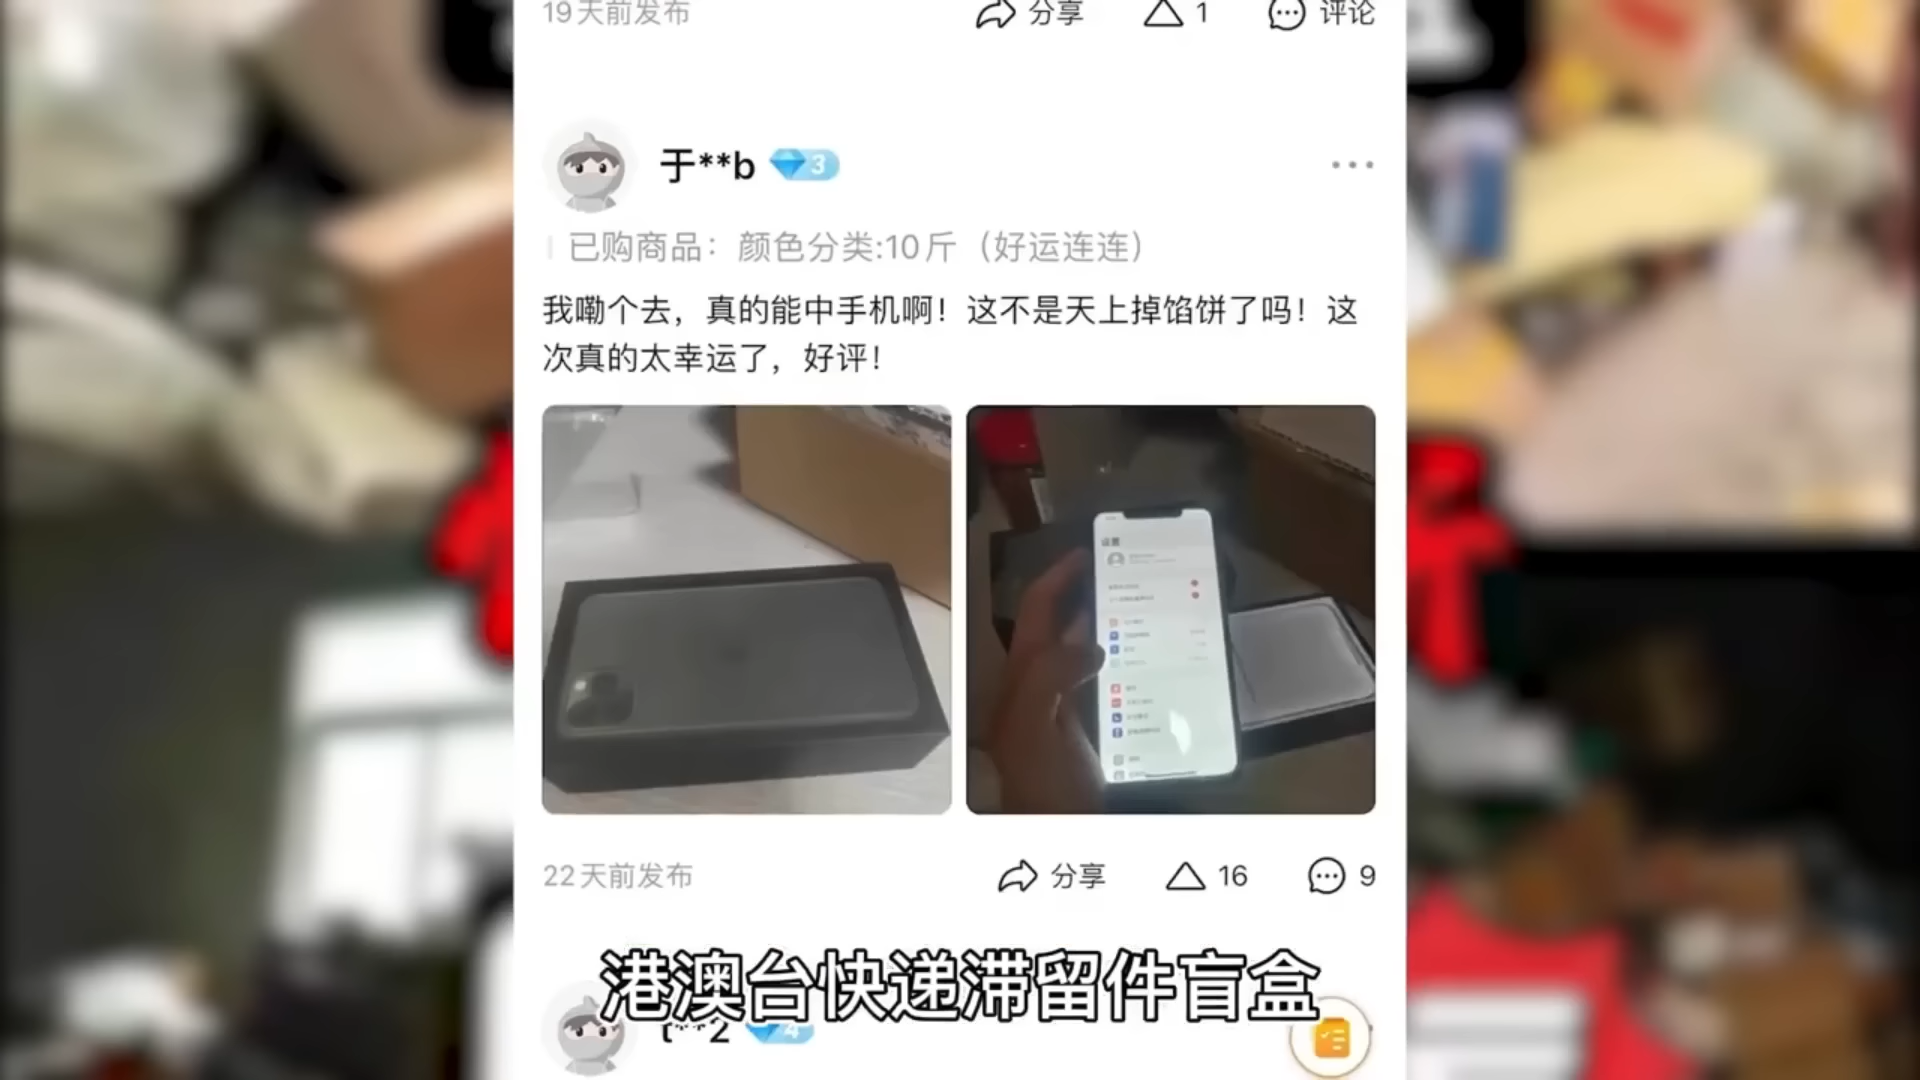 19天前发布
分享
1
评论
于**b
3
已购商品：颜色分类:10斤（好运连连）
我嘞个去，真的能中手机啊！这不是天上掉馅饼了吗！这
次真的太幸运了，好评！
设置
22天前发布
分享
16
9
港澳台快递滞留件盲盒
t***2
4